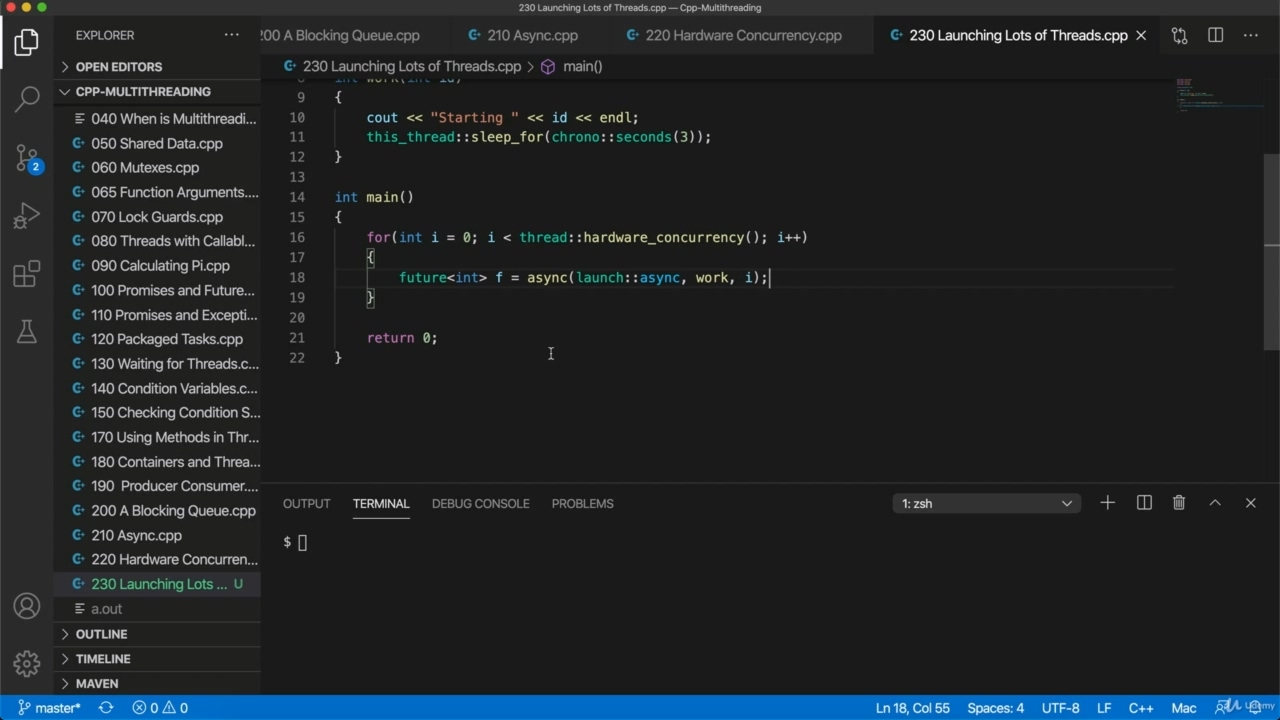 230 Launching Lots of Threads.cpp — Cpp-Multithreading
EXPLORER
200 A Blocking Queue.cpp
210 Async.cpp
220 Hardware Concurrency.cpp
230 Launching Lots of Threads.cpp
OPEN EDITORS
230 Launching Lots of Threads.cpp > main()
CPP-MULTITHREADING
040 When is Multithreadi...
050 Shared Data.cpp
060 Mutexes.cpp
065 Function Arguments....
070 Lock Guards.cpp
080 Threads with Callabl...
090 Calculating Pi.cpp
100 Promises and Future...
110 Promises and Excepti...
120 Packaged Tasks.cpp
130 Waiting for Threads.c...
140 Condition Variables.c...
150 Checking Condition S...
170 Using Methods in Thr...
180 Containers and Threa...
190 Producer Consumer....
200 A Blocking Queue.cpp
210 Async.cpp
220 Hardware Concurren...
230 Launching Lots ... U
a.out
OUTLINE
TIMELINE
MAVEN
2
8 int work(int id)
9 {
10 cout << "Starting " << id << endl;
11 this_thread::sleep_for(chrono::seconds(3));
12 }
13
14 int main()
15 {
16 for(int i = 0; i < thread::hardware_concurrency(); i++)
17 {
18 future<int> f = async(launch::async, work, i);
19 }
20
21 return 0;
22 }
OUTPUT TERMINAL DEBUG CONSOLE PROBLEMS
1: zsh
$
master* 0 0 Ln 18, Col 55 Spaces: 4 UTF-8 LF C++ Mac
Udemy